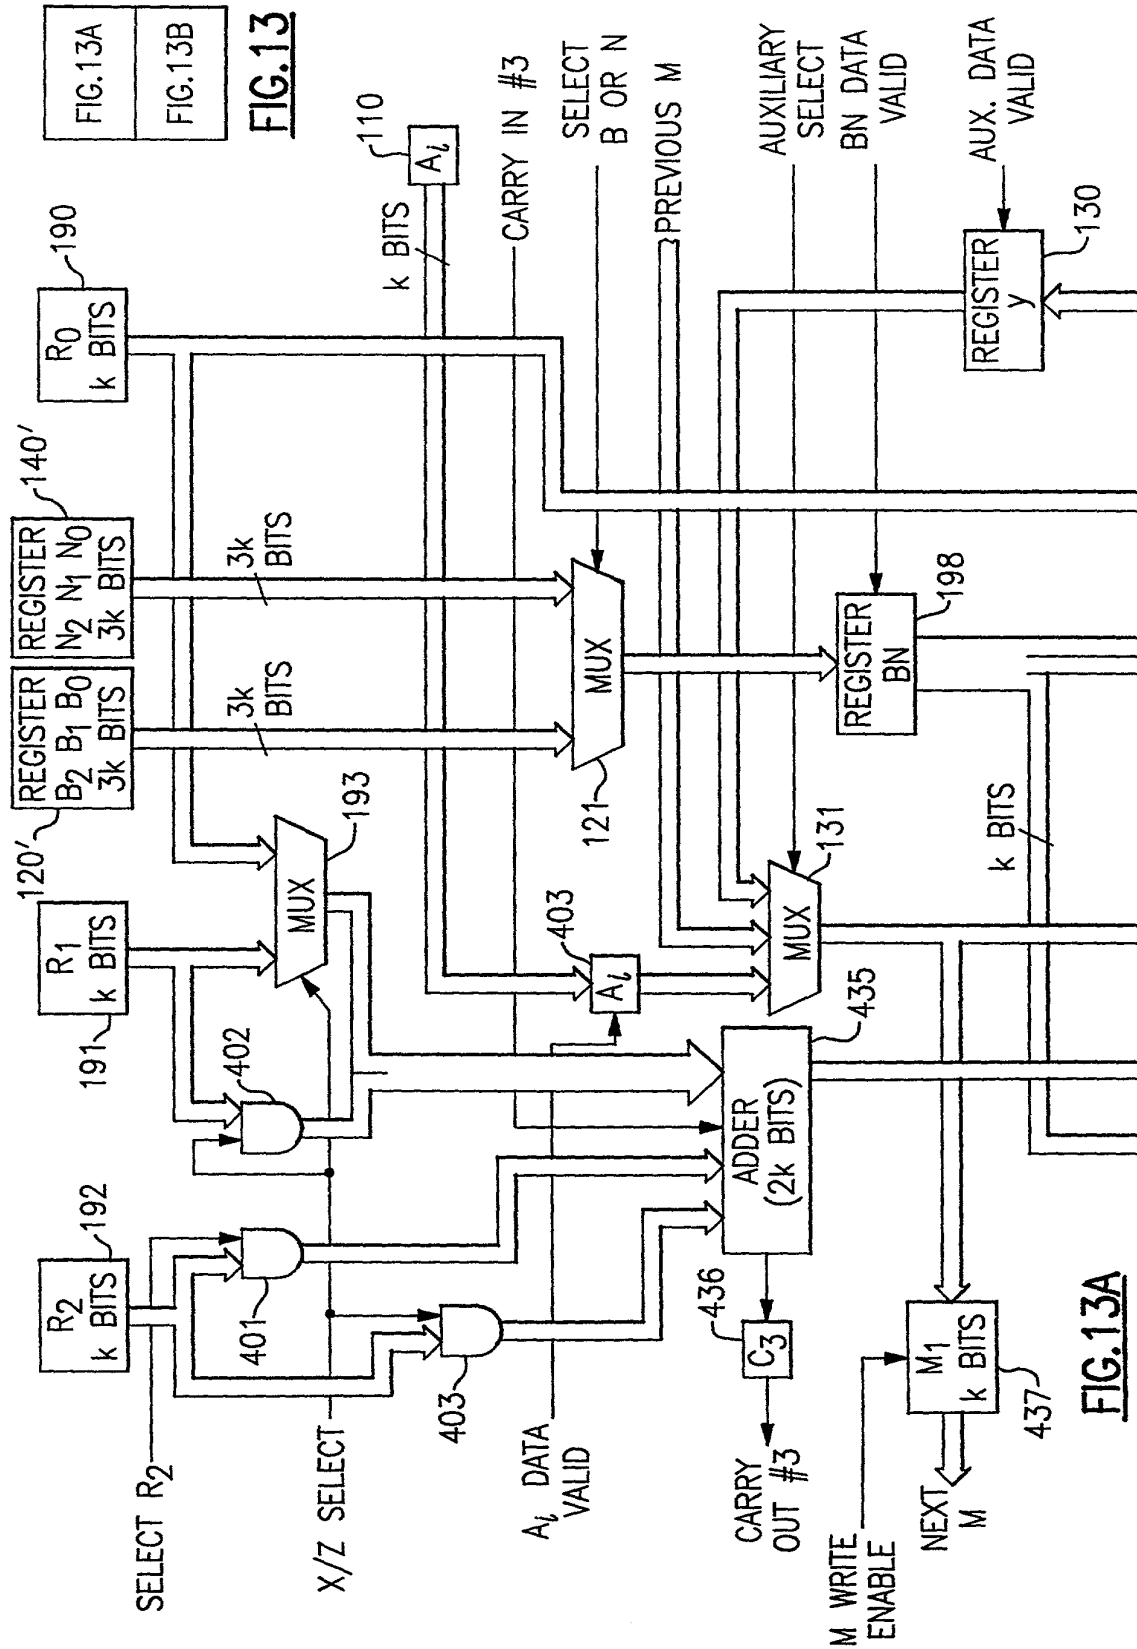 FIG.13A
FIG.13B
FIG.13
R2
k BITS
192
R1
k BITS
191
REGISTER
B2 B1 B0
3k BITS
120'
REGISTER
N2 N1 N0
3k BITS
140'
R0
k BITS
190
SELECT R2
401
402
MUX
193
3k
BITS
3k
BITS
X/Z SELECT
403
k BITS
Ai
110
Ai DATA
VALID
CARRY IN #3
403
Ai
121
MUX
SELECT
B OR N
PREVIOUS M
CARRY
OUT #3
C3
436
ADDER
(2k BITS)
435
MUX
131
AUXILIARY
SELECT
REGISTER
BN
198
BN DATA
VALID
M WRITE
ENABLE
NEXT
M
M1
k BITS
437
k BITS
REGISTER
y
130
AUX. DATA
VALID
FIG.13A